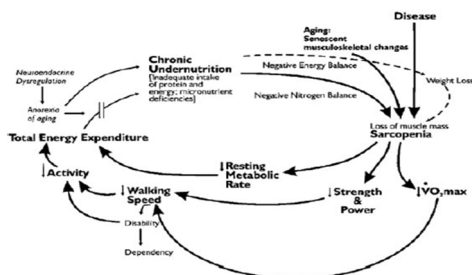 Disease
Aging:
Senescent
musculoskeletal changes
Chronic
Undernutrition
[Inadequate intake
of protein and
energy; micronutrient
deficiencies]
Negative Energy Balance
Weight Loss
Neuroendocrine
Dysregulation
Negative Nitrogen Balance
Anorexia
of aging
Loss of muscle mass
Sarcopenia
Total Energy Expenditure
↓Resting
Metabolic
Rate
↓Activity
↓Walking
Speed
↓Strength
& Power
↓V̇O₂max
Disability
Dependency